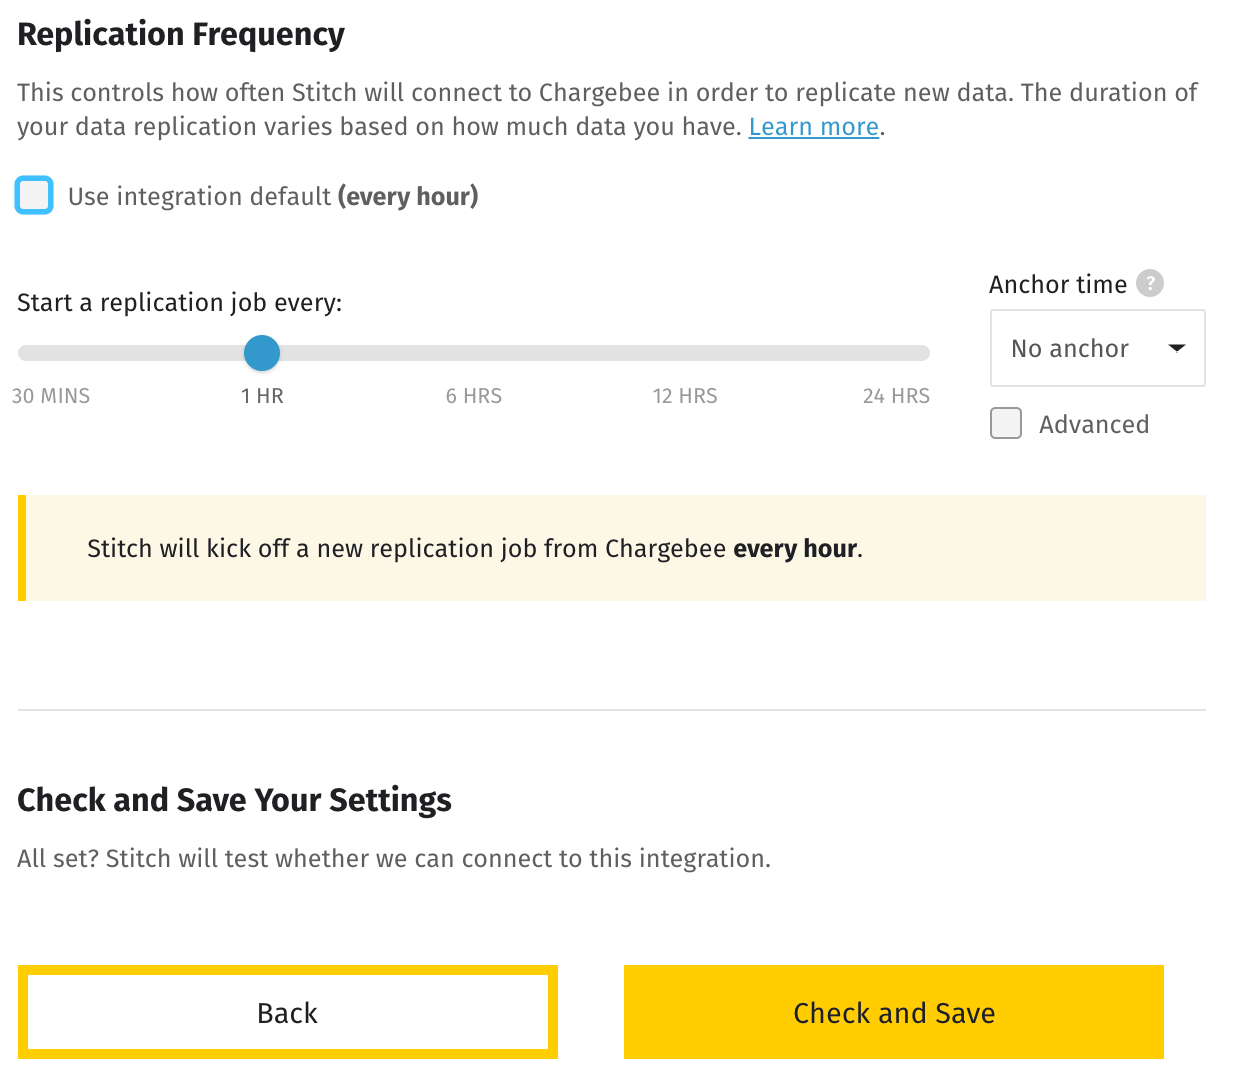 Replication Frequency
This controls how often Stitch will connect to Chargebee in order to replicate new data. The duration of
your data replication varies based on how much data you have. Learn more.
Use integration default (every hour)
Start a replication job every:
30 MINS
1 HR
6 HRS
12 HRS
24 HRS
Anchor time ?
No anchor
Advanced
Stitch will kick off a new replication job from Chargebee every hour.
Check and Save Your Settings
All set? Stitch will test whether we can connect to this integration.
Back
Check and Save